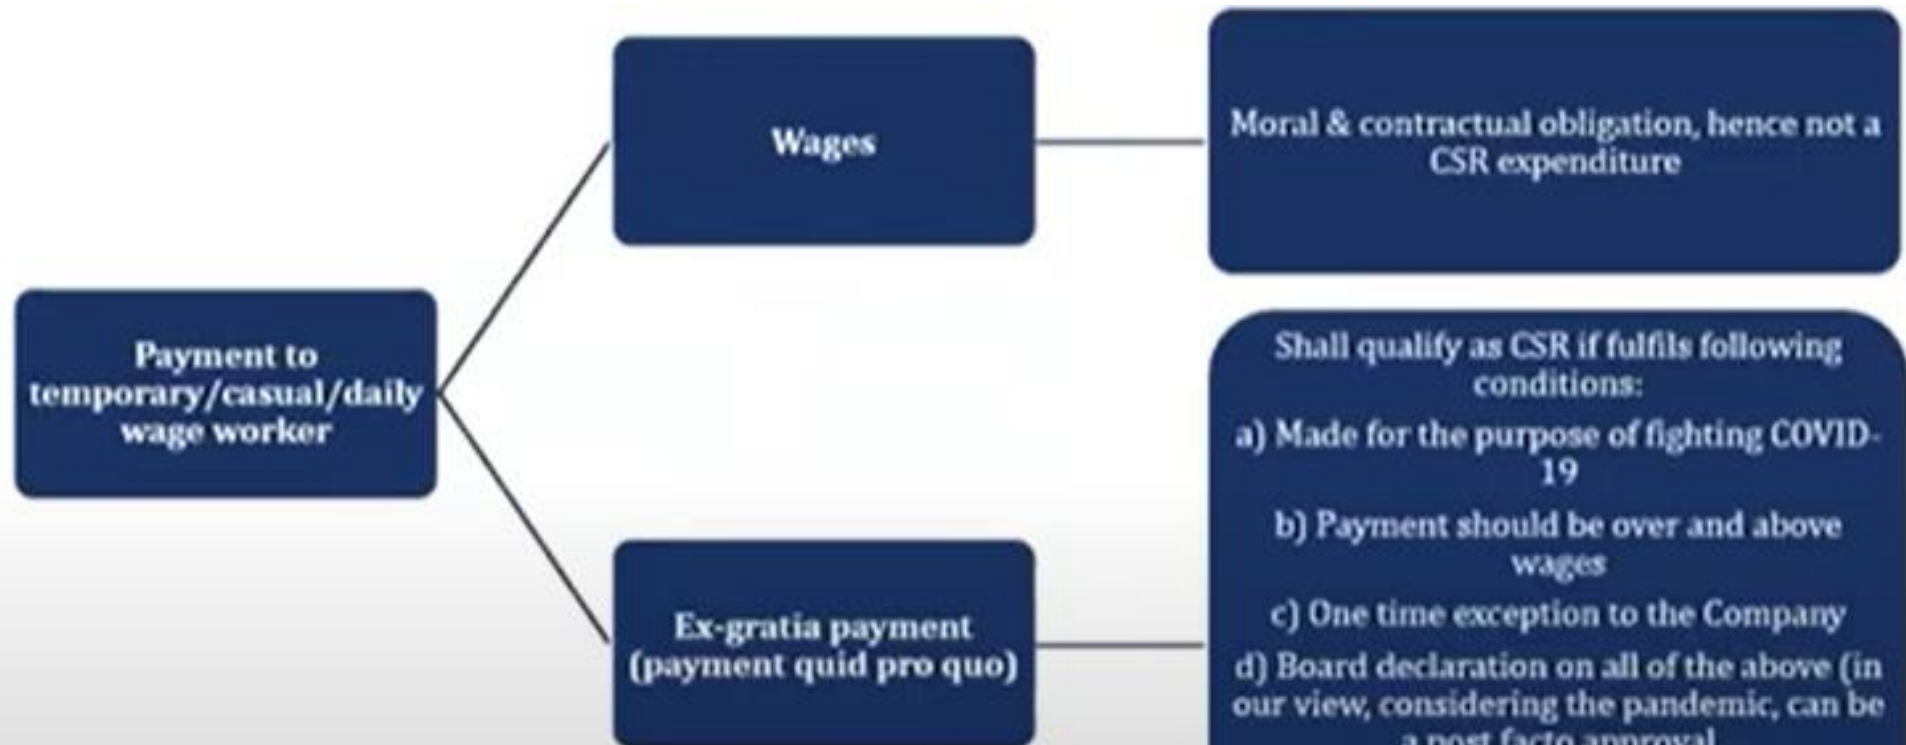 Wages
Moral & contractual obligation, hence not a
CSR expenditure
Payment to
temporary/casual/daily
wage worker
Ex-gratia payment
(payment quid pro quo)
Shall qualify as CSR if fulfils following
conditions:
a) Made for the purpose of fighting COVID-
19
b) Payment should be over and above
wages
c) One time exception to the Company
d) Board declaration on all of the above (in
our view, considering the pandemic, can be
a post facto approval